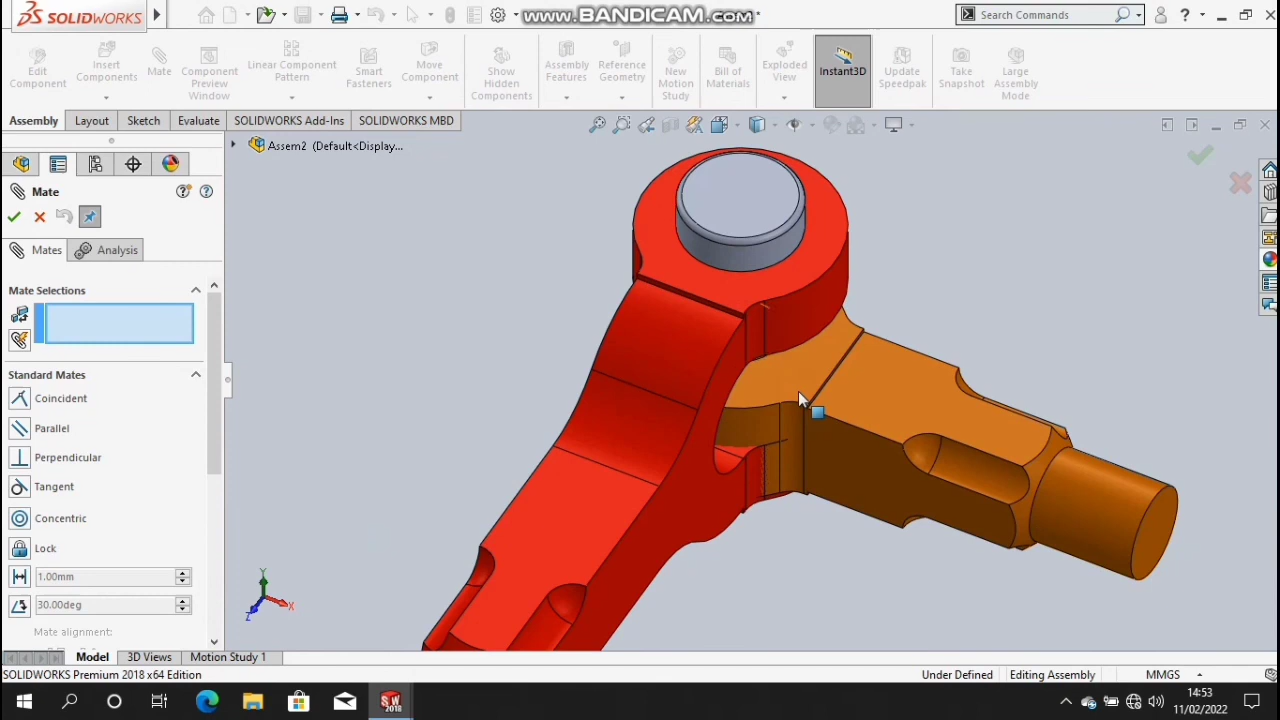 SOLIDWORKS
www.BANDICAM.com
Search Commands
Edit
Component
Insert
Components
Mate
Component
Preview
Window
Linear Component
Pattern
Smart
Fasteners
Move
Component
Show
Hidden
Components
Assembly
Features
Reference
Geometry
New
Motion
Study
Bill of
Materials
Exploded
View
Instant3D
Update
Speedpak
Take
Snapshot
Large
Assembly
Mode
Assembly Layout Sketch Evaluate SOLIDWORKS Add-Ins SOLIDWORKS MBD
Assem2 (Default<Display...
Mate
Mates Analysis
Mate Selections
Standard Mates
Coincident
Parallel
Perpendicular
Tangent
Concentric
Lock
1.00mm
30.00deg
Mate alignment:
Y
X
Z
Model 3D Views Motion Study 1
SOLIDWORKS Premium 2018 x64 Edition
Under Defined Editing Assembly MMGS
SW
2018
14:53
11/02/2022